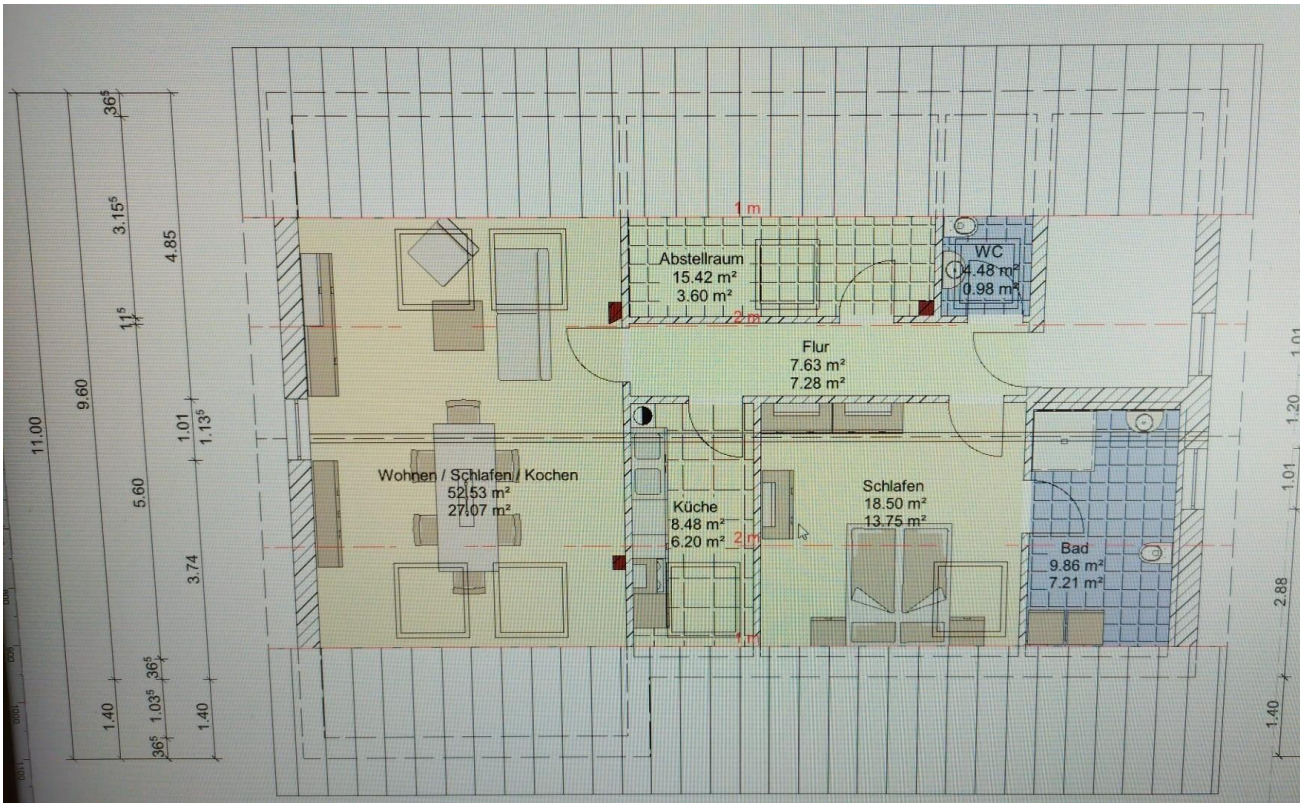 1 m
Abstellraum
15.42 m²
3.60 m²
WC
4.48 m²
0.98 m²
2 m
Flur
7.63 m²
7.28 m²
Wohnen / Schlafen / Kochen
52.53 m²
27.07 m²
Küche
8.48 m²
6.20 m²
Schlafen
18.50 m²
13.75 m²
2 m
Bad
9.86 m²
7.21 m²
1 m
11.00
9.60
1.40
36⁵
3.15⁵
11⁵
5.60
36⁵
1.03⁵
36⁵
4.85
1.01
1.13⁵
3.74
1.40
1.01
1.20
1.01
2.88
1.40